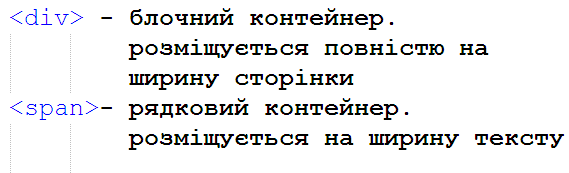 <div> - блочний контейнер.
розміщується повністю на
ширину сторінки
<span>- рядковий контейнер.
розміщується на ширину тексту